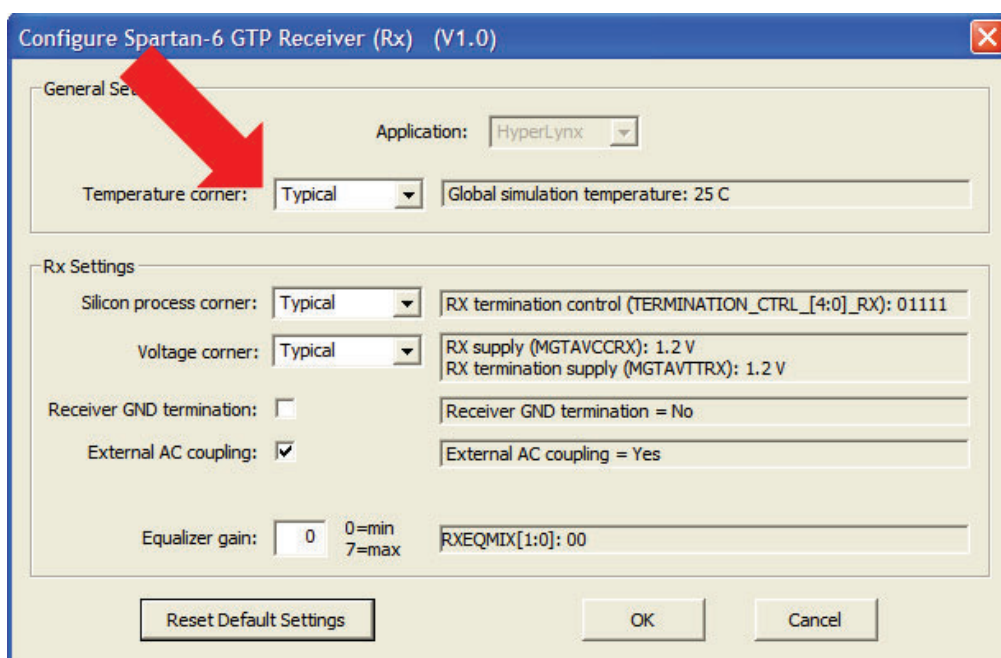 Configure Spartan-6 GTP Receiver (Rx) (V1.0)
General Set
Application: HyperLynx
Temperature corner: Typical Global simulation temperature: 25 C
Rx Settings
Silicon process corner: Typical RX termination control (TERMINATION_CTRL_[4:0]_RX): 01111
Voltage corner: Typical RX supply (MGTAVCCRX): 1.2 V
RX termination supply (MGTAVTTRX): 1.2 V
Receiver GND termination: Receiver GND termination = No
External AC coupling: External AC coupling = Yes
Equalizer gain: 0 0=min
7=max RXEQMIX[1:0]: 00
Reset Default Settings OK Cancel